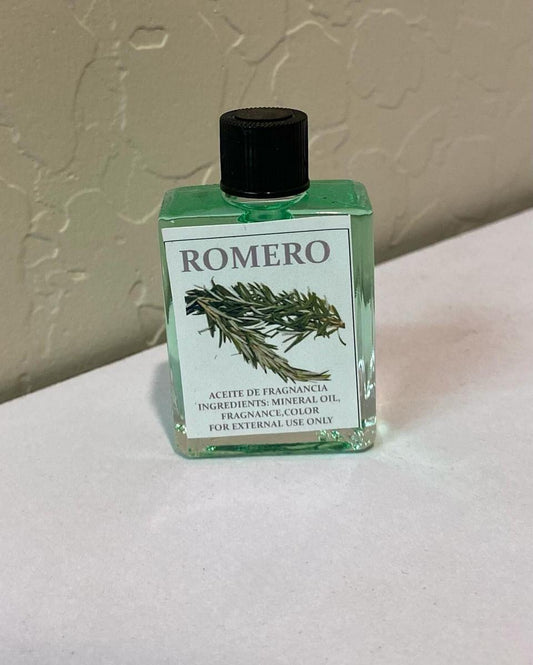 ROMERO
ACEITE DE FRAGNANCIA
INGREDIENTS: MINERAL OIL,
FRAGNANCE,COLOR
FOR EXTERNAL USE ONLY